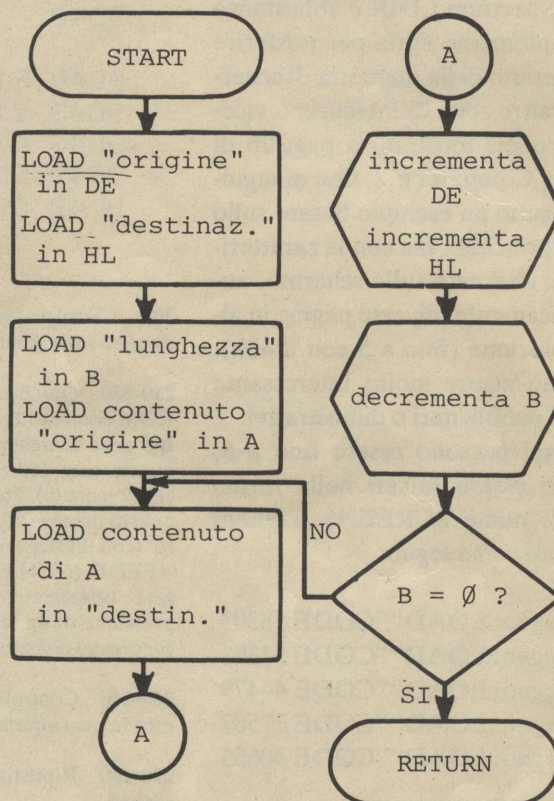 START
LOAD "origine"
in DE
LOAD "destinaz."
in HL
LOAD "lunghezza"
in B
LOAD contenuto
"origine" in A
LOAD contenuto
di A
in "destin."
A
A
incrementa
DE
incrementa
HL
decrementa B
NO
B = Ø ?
SI
RETURN